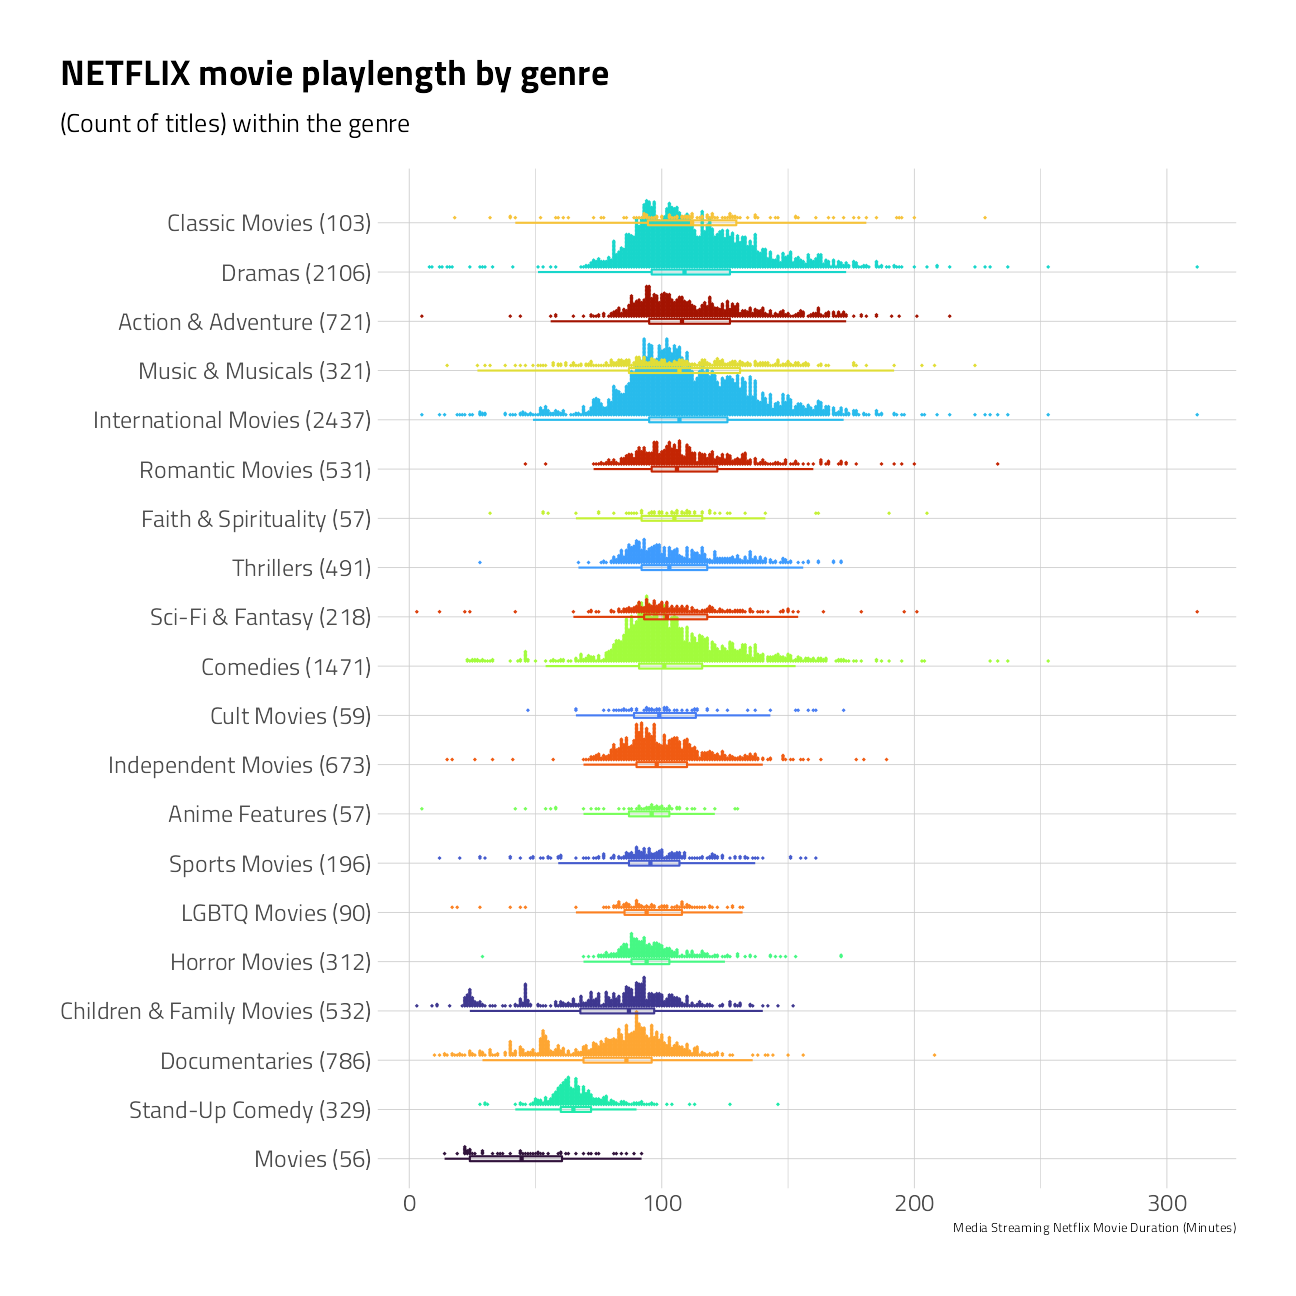 NETFLIX movie playlength by genre
(Count of titles) within the genre
Classic Movies (103)
Dramas (2106)
Action & Adventure (721)
Music & Musicals (321)
International Movies (2437)
Romantic Movies (531)
Faith & Spirituality (57)
Thrillers (491)
Sci-Fi & Fantasy (218)
Comedies (1471)
Cult Movies (59)
Independent Movies (673)
Anime Features (57)
Sports Movies (196)
LGBTQ Movies (90)
Horror Movies (312)
Children & Family Movies (532)
Documentaries (786)
Stand-Up Comedy (329)
Movies (56)
0 100 200 300
Media Streaming Netflix Movie Duration (Minutes)